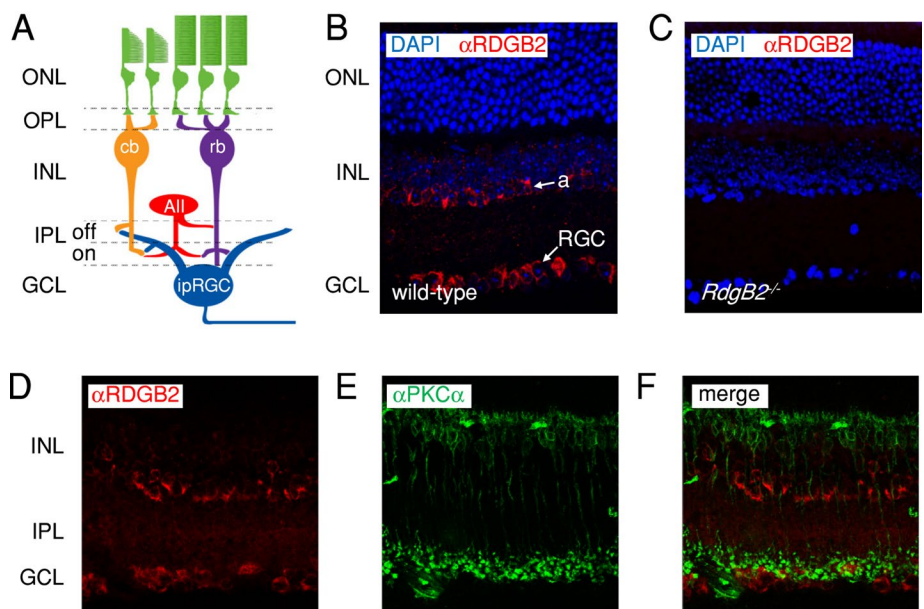 A
ONL
OPL
INL
IPL
off
on
GCL
cb
rb
AII
ipRGC
B
DAPI αRDGB2
ONL
INL
GCL
a
RGC
wild-type
C
DAPI αRDGB2
RdgB2-/-
D
αRDGB2
INL
IPL
GCL
E
αPKCα
F
merge